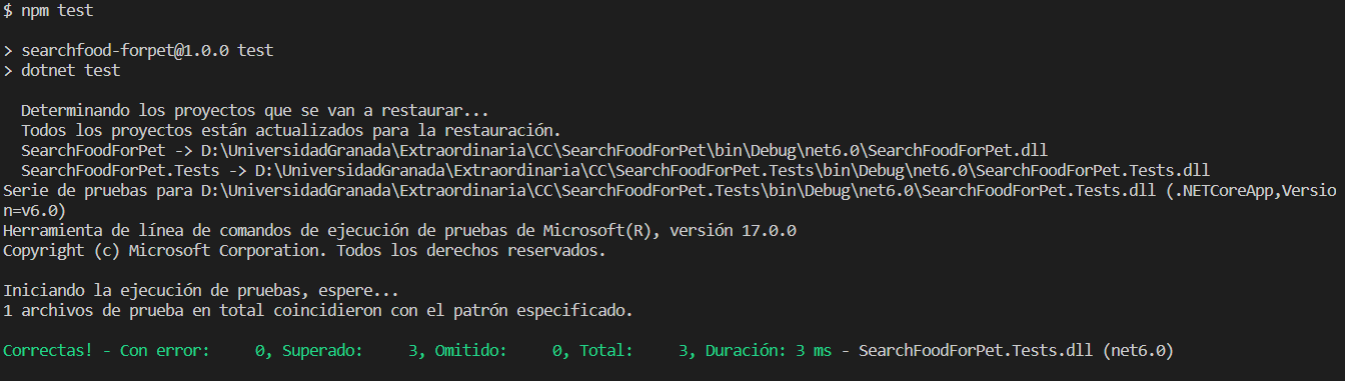 $ npm test
> searchfood-forpet@1.0.0 test
> dotnet test
Determinando los proyectos que se van a restaurar...
Todos los proyectos están actualizados para la restauración.
SearchFoodForPet -> D:\UniversidadGranada\Extraordinaria\CC\SearchFoodForPet\bin\Debug\net6.0\SearchFoodForPet.dll
SearchFoodForPet.Tests -> D:\UniversidadGranada\Extraordinaria\CC\SearchFoodForPet.Tests\bin\Debug\net6.0\SearchFoodForPet.Tests.dll
Serie de pruebas para D:\UniversidadGranada\Extraordinaria\CC\SearchFoodForPet.Tests\bin\Debug\net6.0\SearchFoodForPet.Tests.dll (.NETCoreApp,Versio
n=v6.0)
Herramienta de línea de comandos de ejecución de pruebas de Microsoft(R), versión 17.0.0
Copyright (c) Microsoft Corporation. Todos los derechos reservados.
Iniciando la ejecución de pruebas, espere...
1 archivos de prueba en total coincidieron con el patrón especificado.
Correctas! - Con error:     0, Superado:     3, Omitido:     0, Total:     3, Duración: 3 ms - SearchFoodForPet.Tests.dll (net6.0)